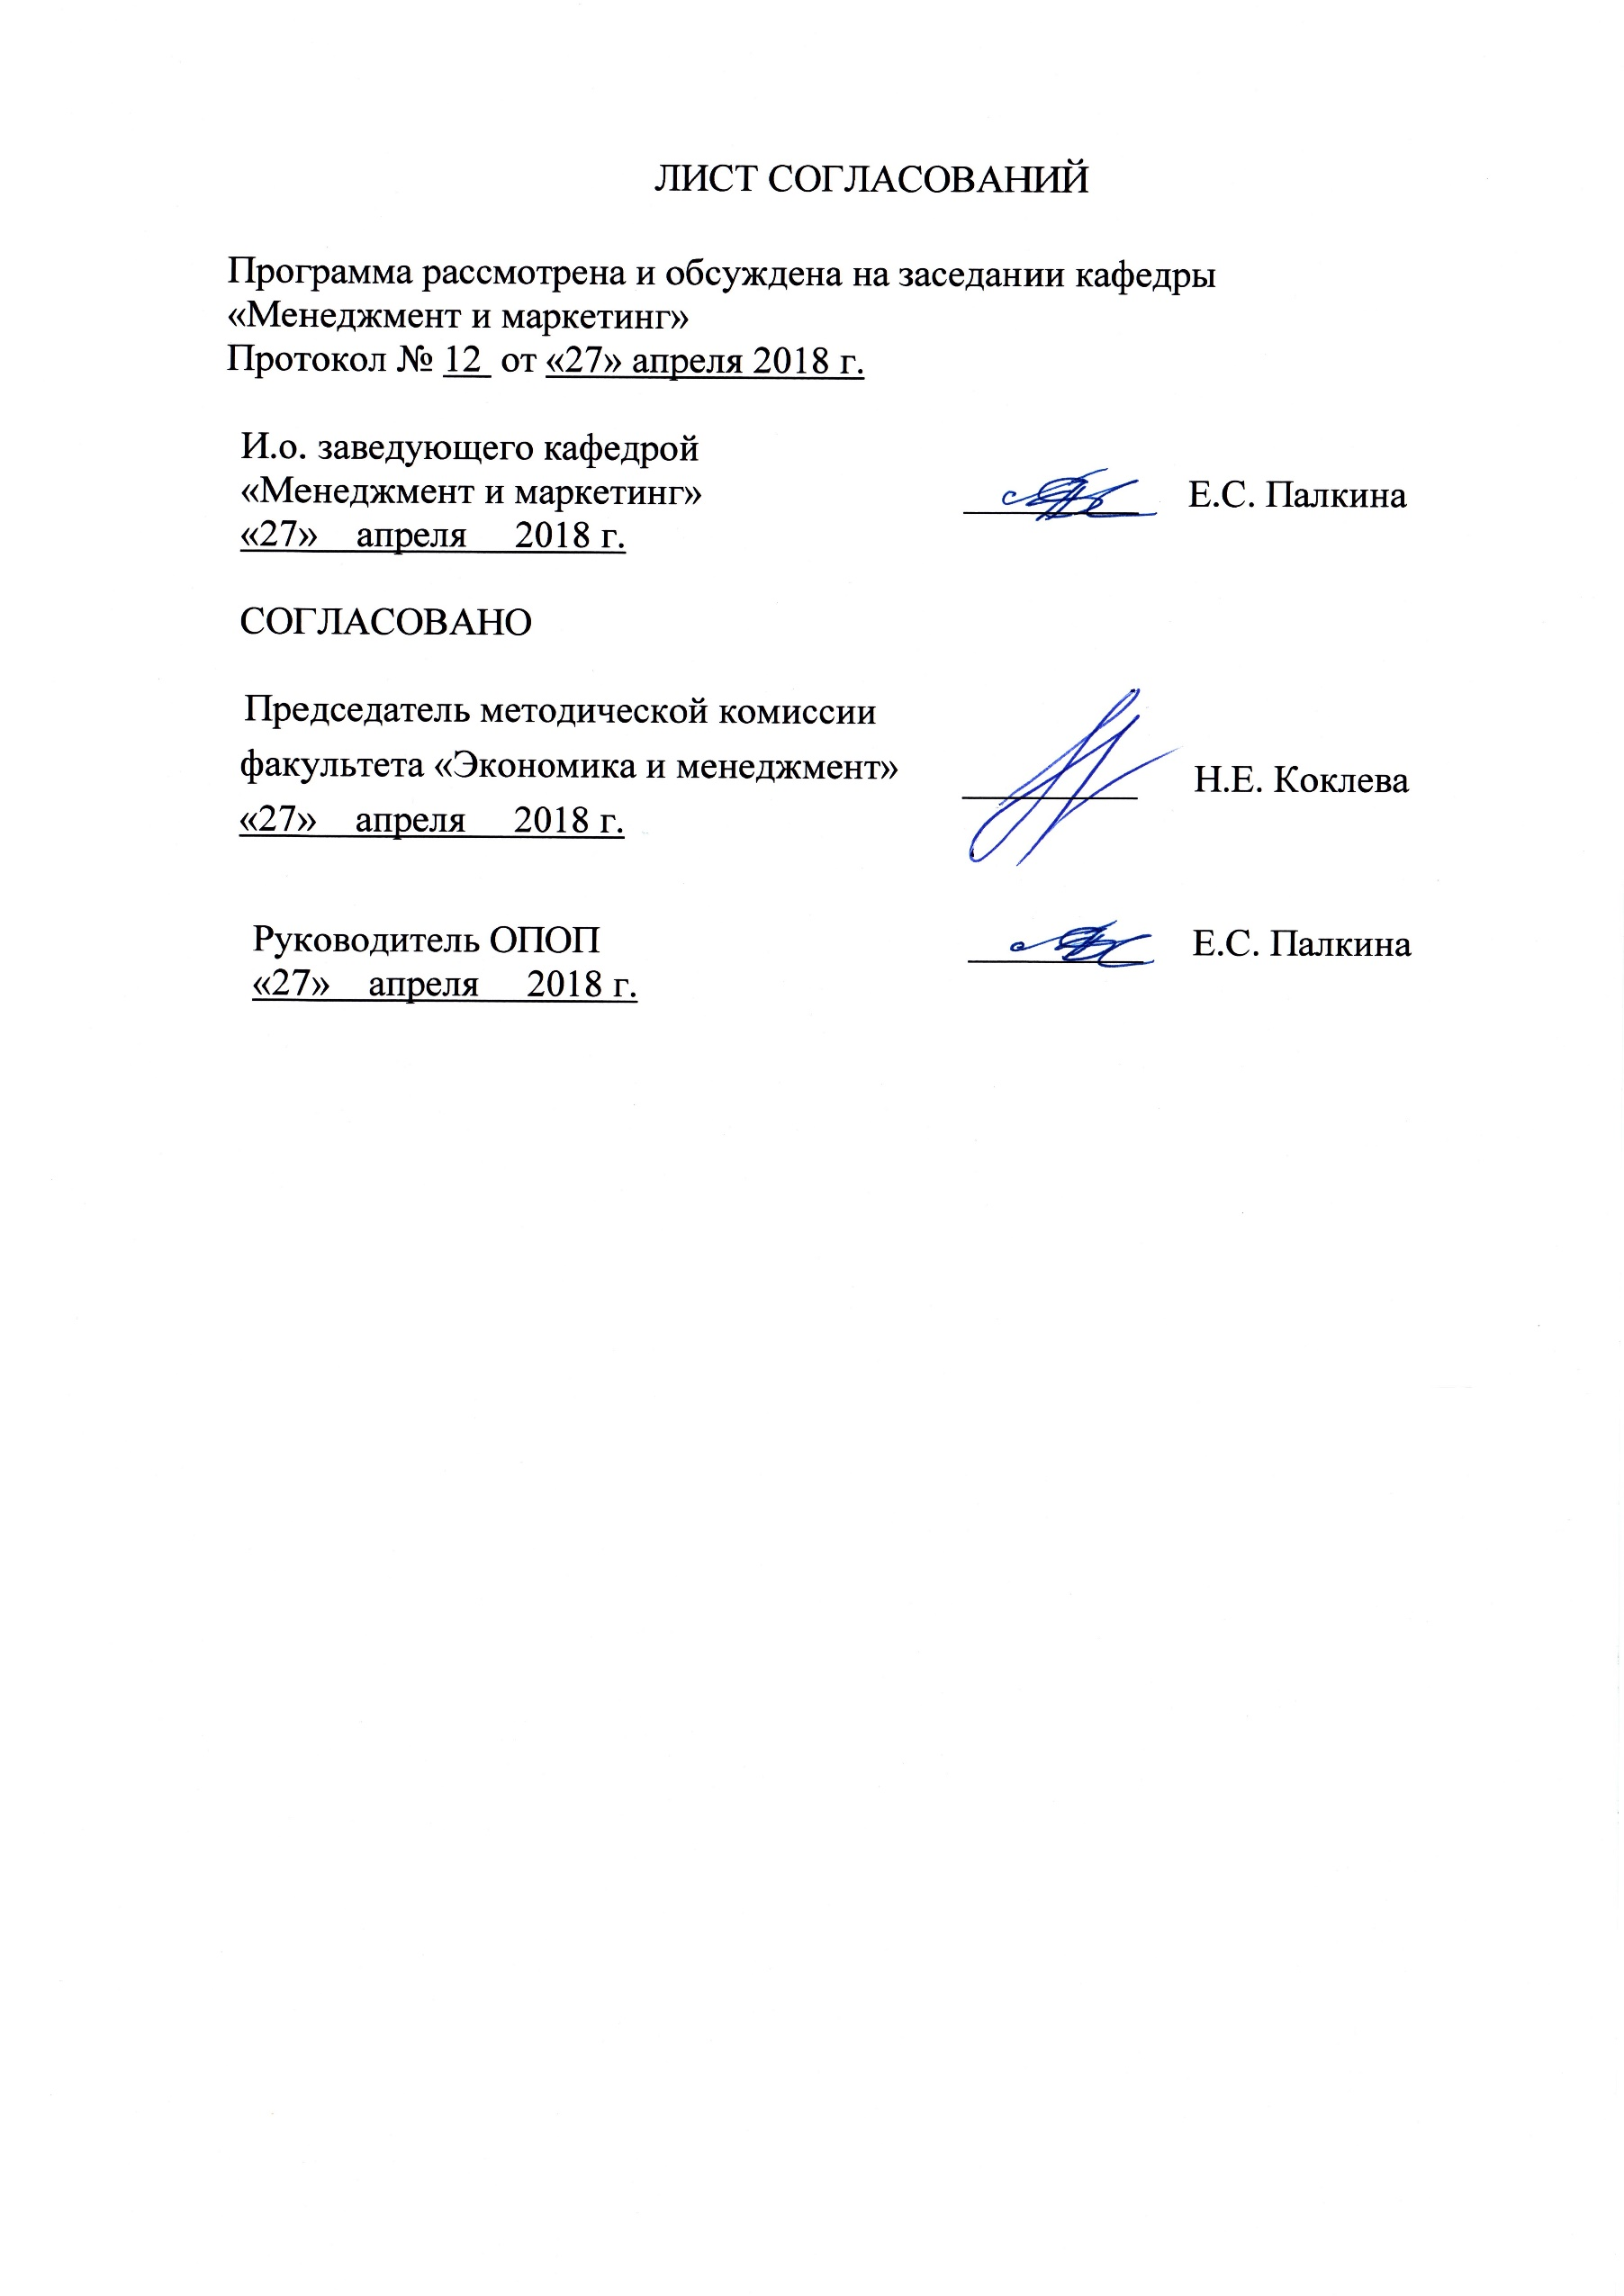 ЛИСТ СОГЛАСОВАНИЙ
Программа рассмотрена и обсуждена на заседании кафедры
«Менеджмент и маркетинг»
Протокол № 12 от «27» апреля 2018 г.
И.о. заведующего кафедрой
«Менеджмент и маркетинг» Е.С. Палкина
«27» апреля 2018 г.
СОГЛАСОВАНО
Председатель методической комиссии
факультета «Экономика и менеджмент» Н.Е. Коклева
«27» апреля 2018 г.
Руководитель ОПОП Е.С. Палкина
«27» апреля 2018 г.